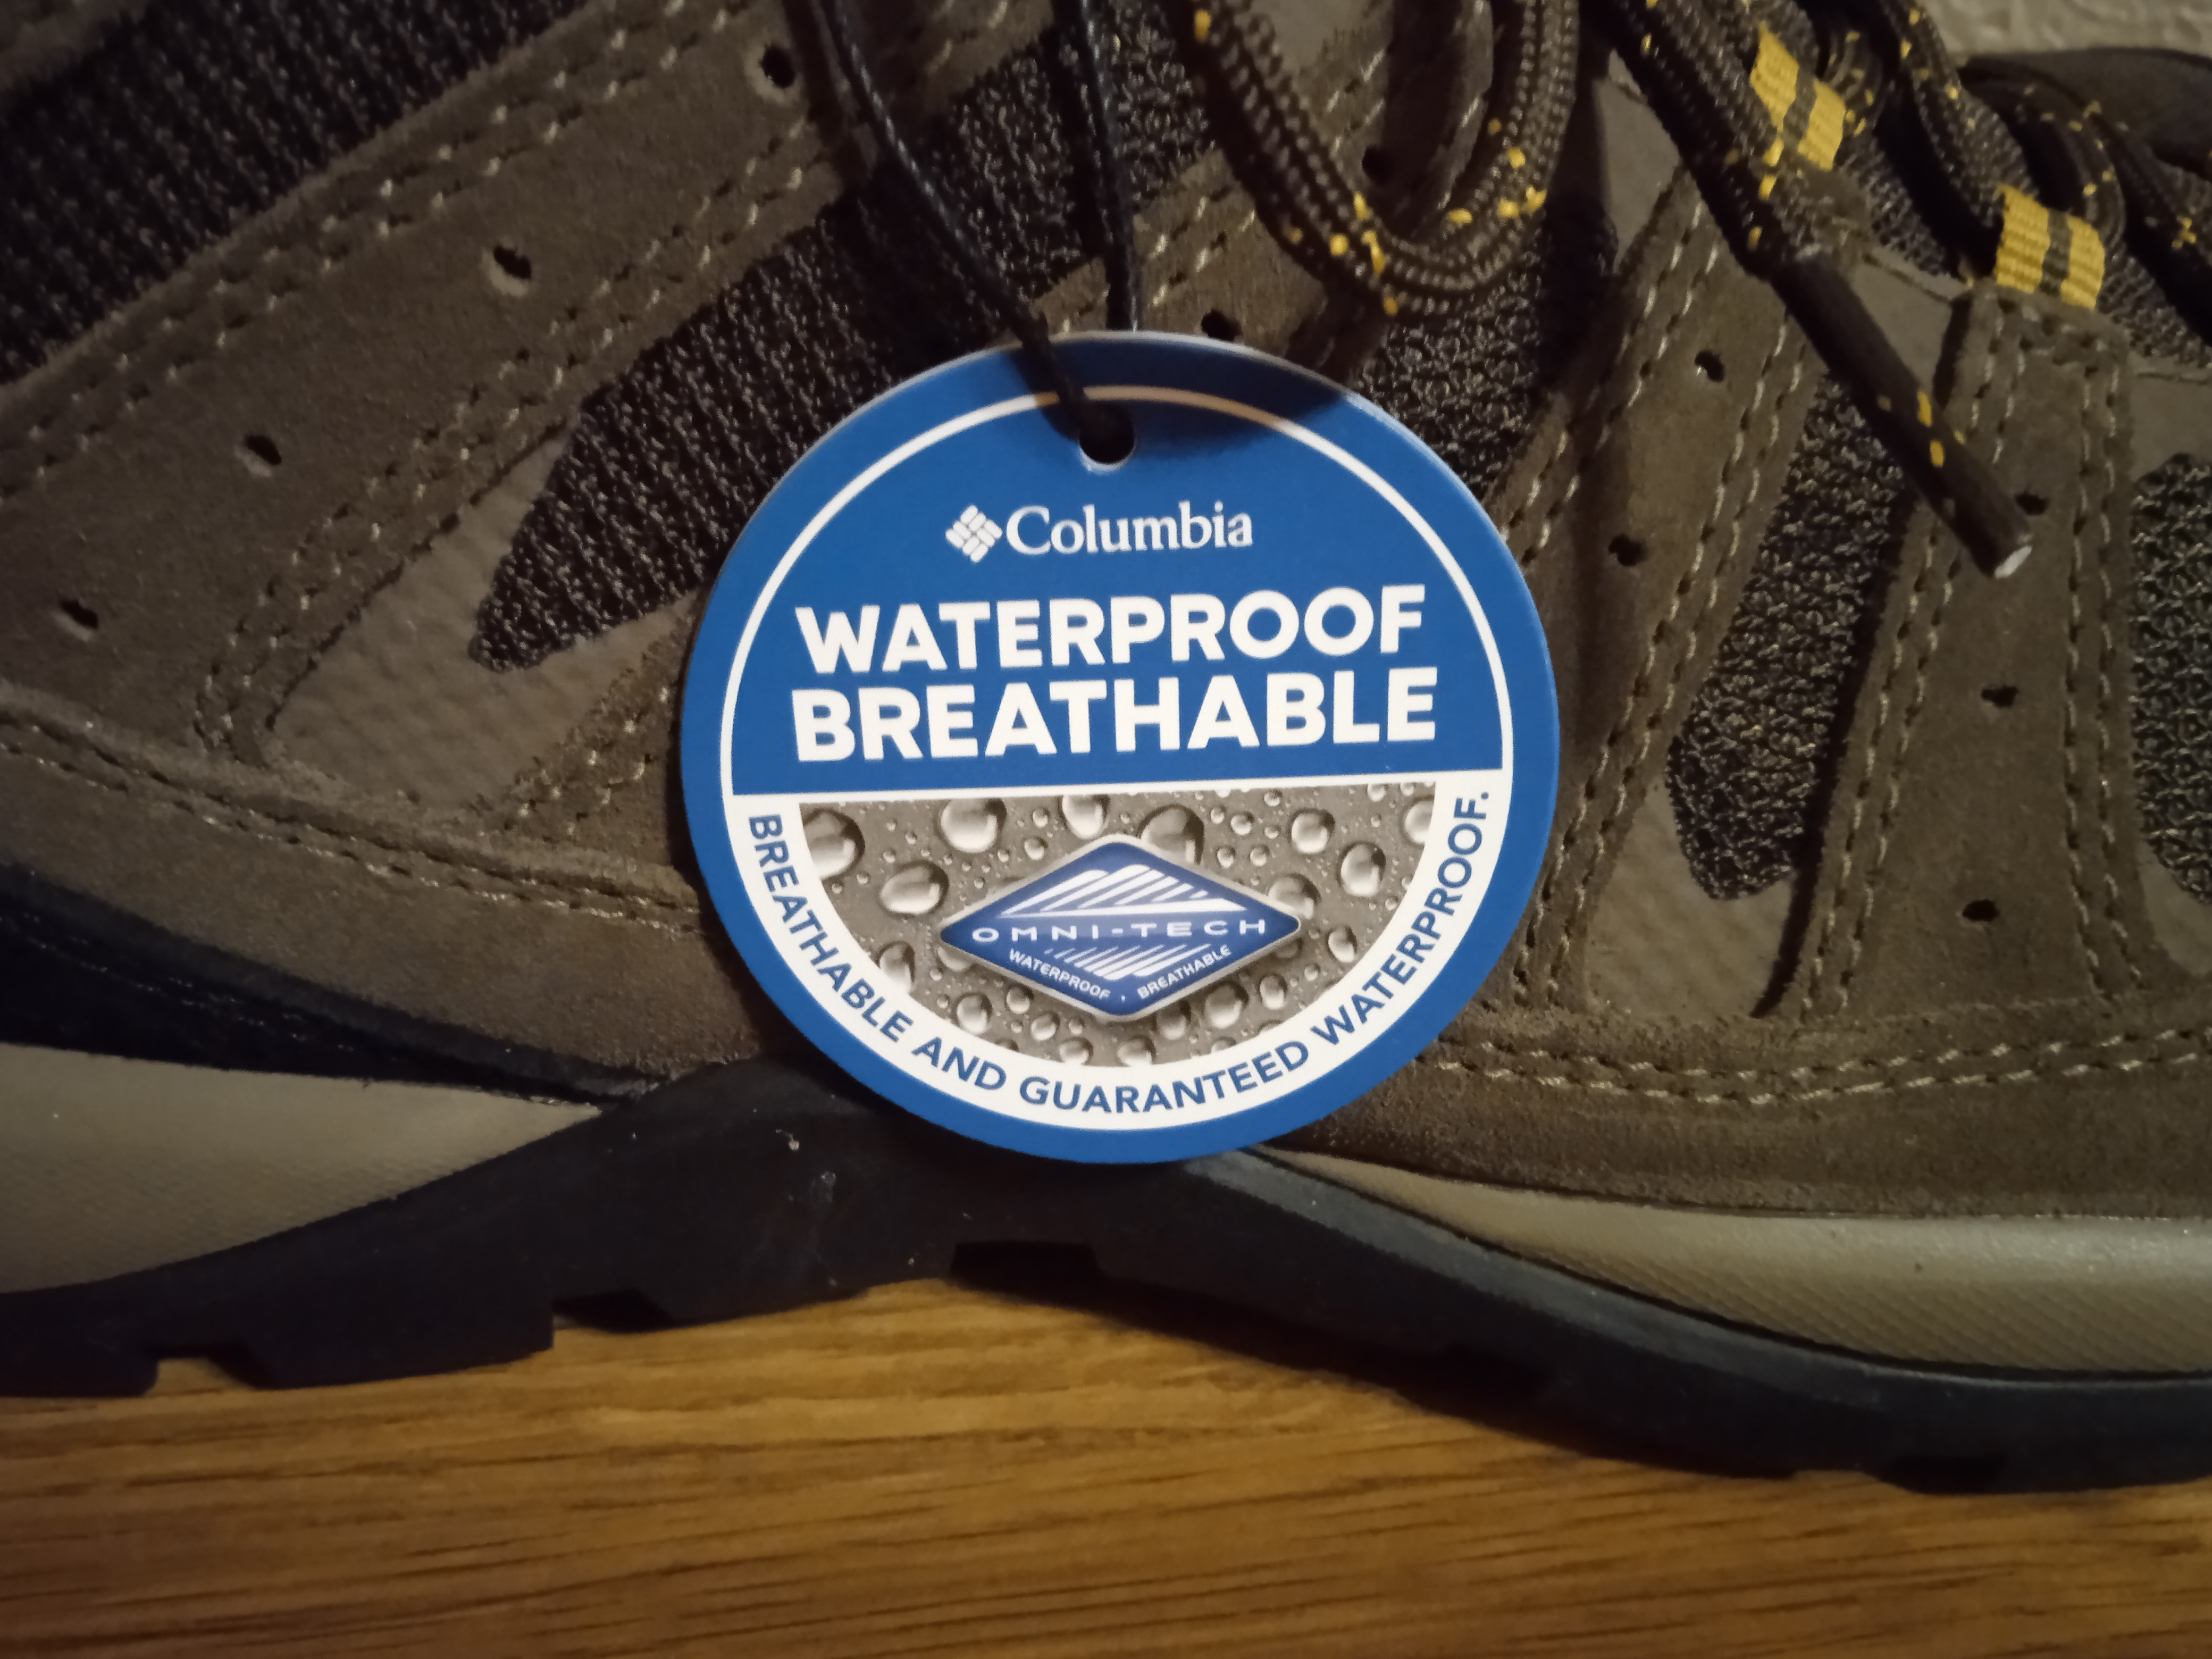 Columbia
WATERPROOF
BREATHABLE
OMNI-TECH
WATERPROOF • BREATHABLE
BREATHABLE AND GUARANTEED WATERPROOF.